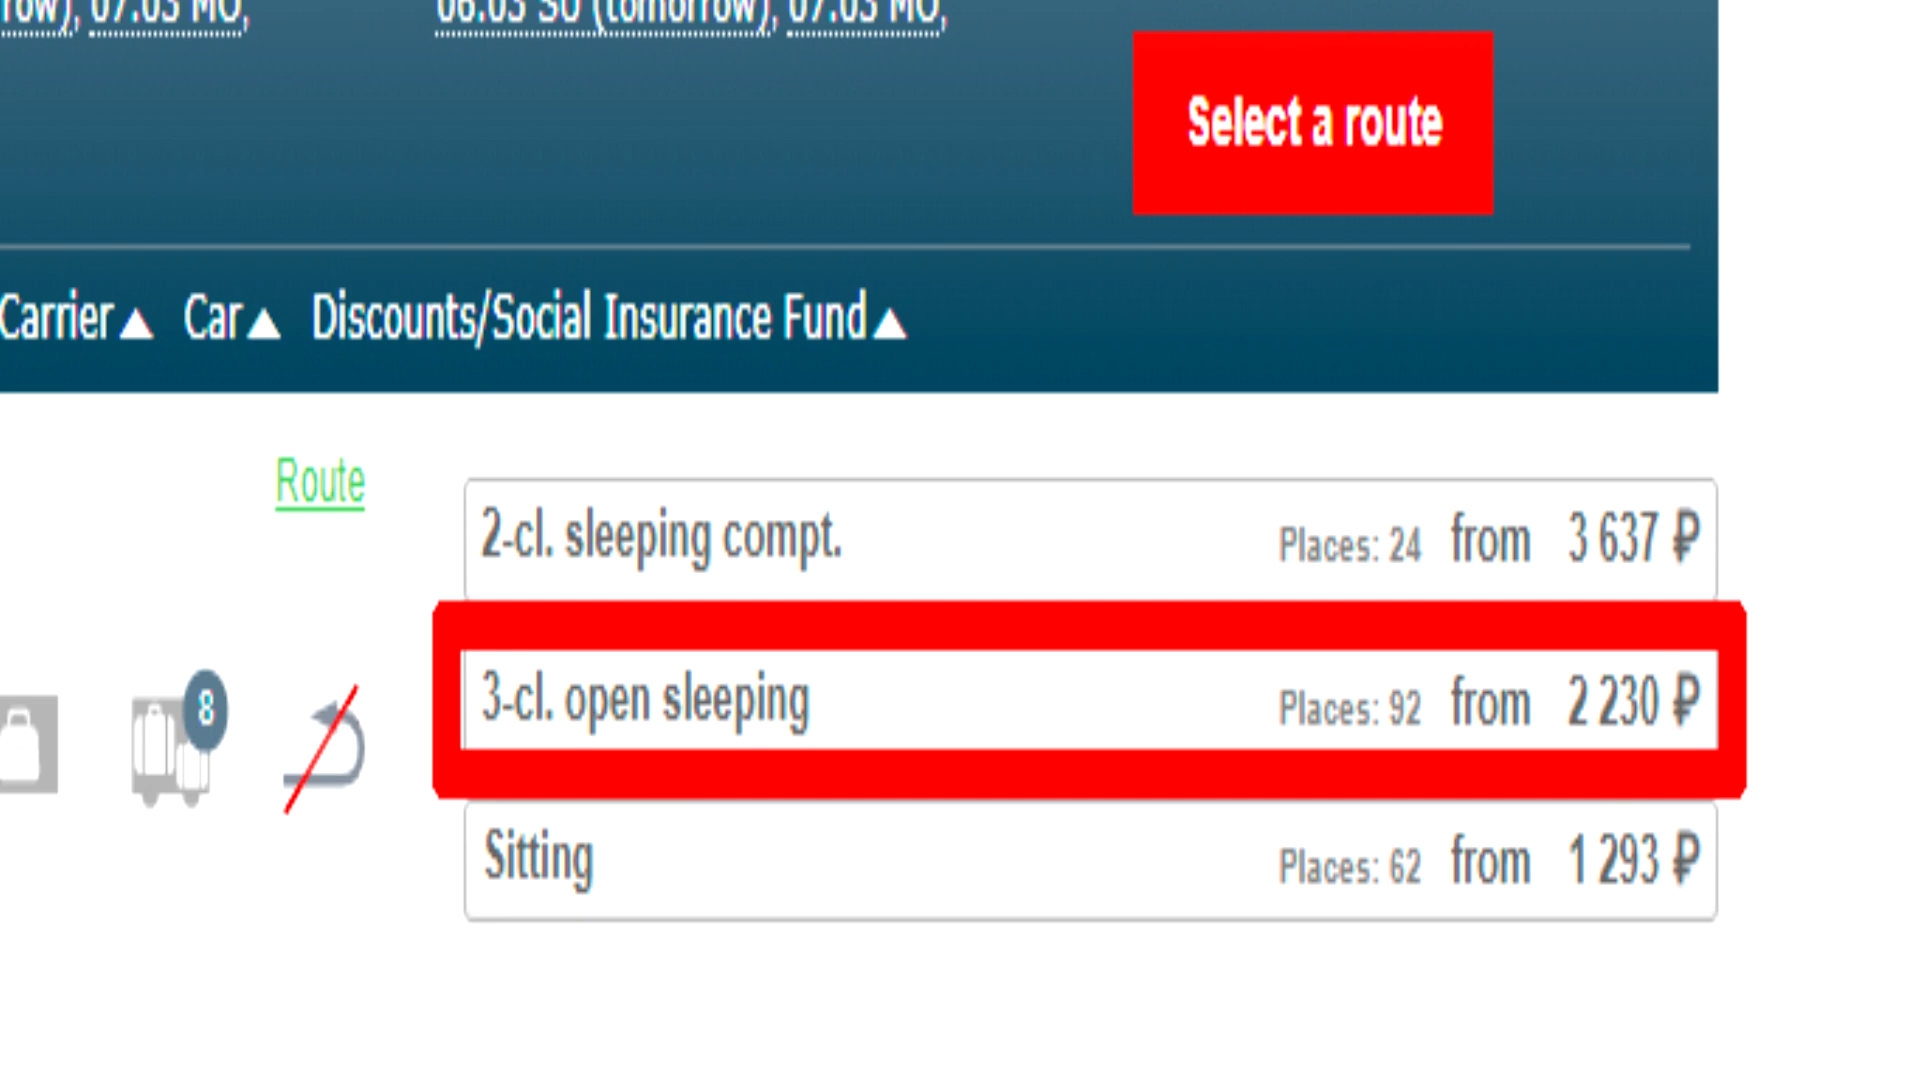 row), 07.03 MO,
06.03 SU (tomorrow), 07.03 MO,
Select a route
Carrier Car Discounts/Social Insurance Fund
Route
2-cl. sleeping compt. Places: 24 from 3 637 ₽
8
3-cl. open sleeping Places: 92 from 2 230 ₽
Sitting Places: 62 from 1 293 ₽